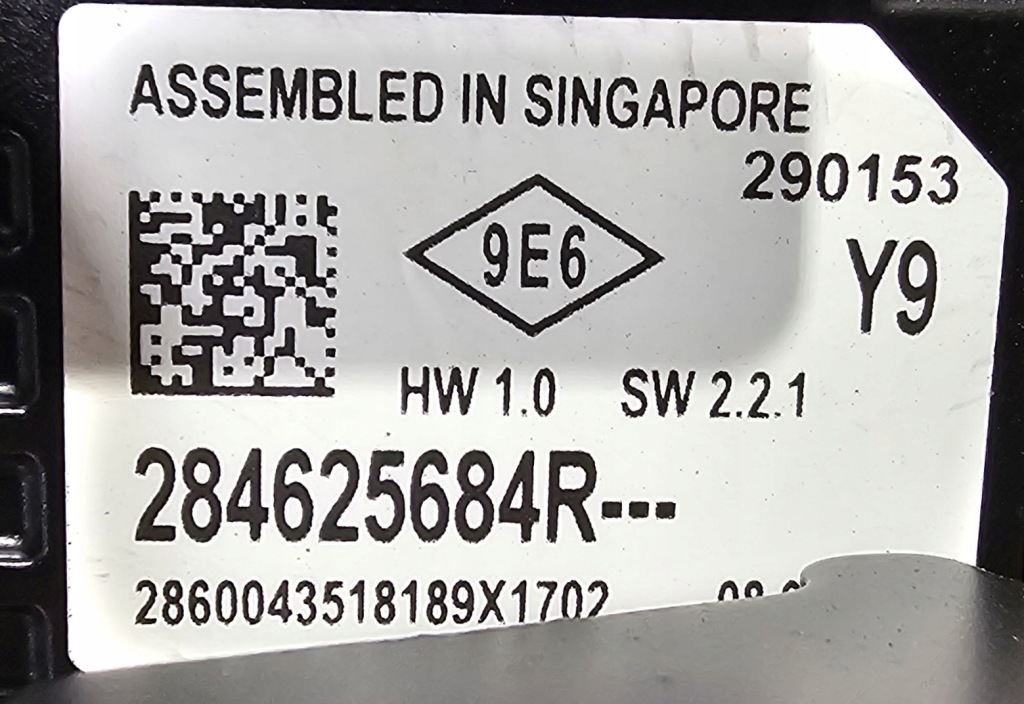 ASSEMBLED IN SINGAPORE
290153
9E6
Y9
HW 1.0 SW 2.2.1
284625684R---
2860043518189X1702